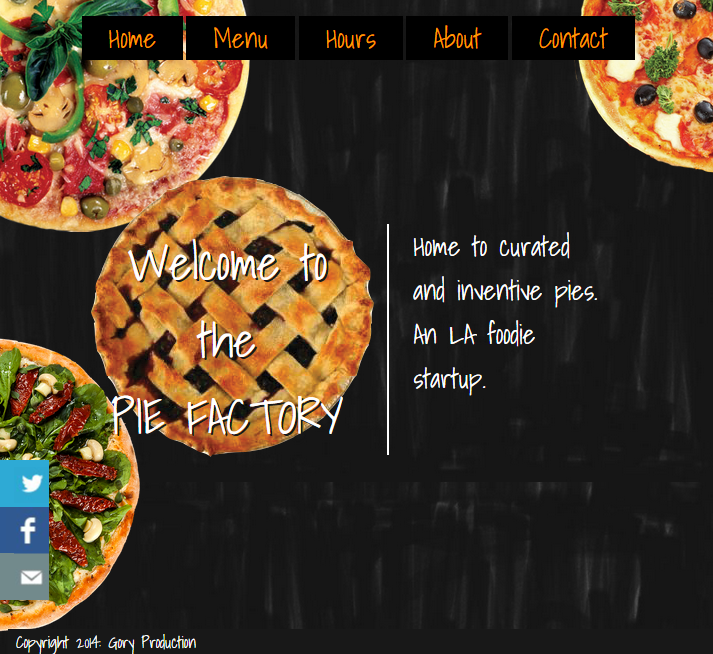 Home Menu Hours About Contact
Welcome to
the
PIE FACTORY
Home to curated
and inventive pies.
An LA foodie
startup.
Copyright 2014: Gory Production